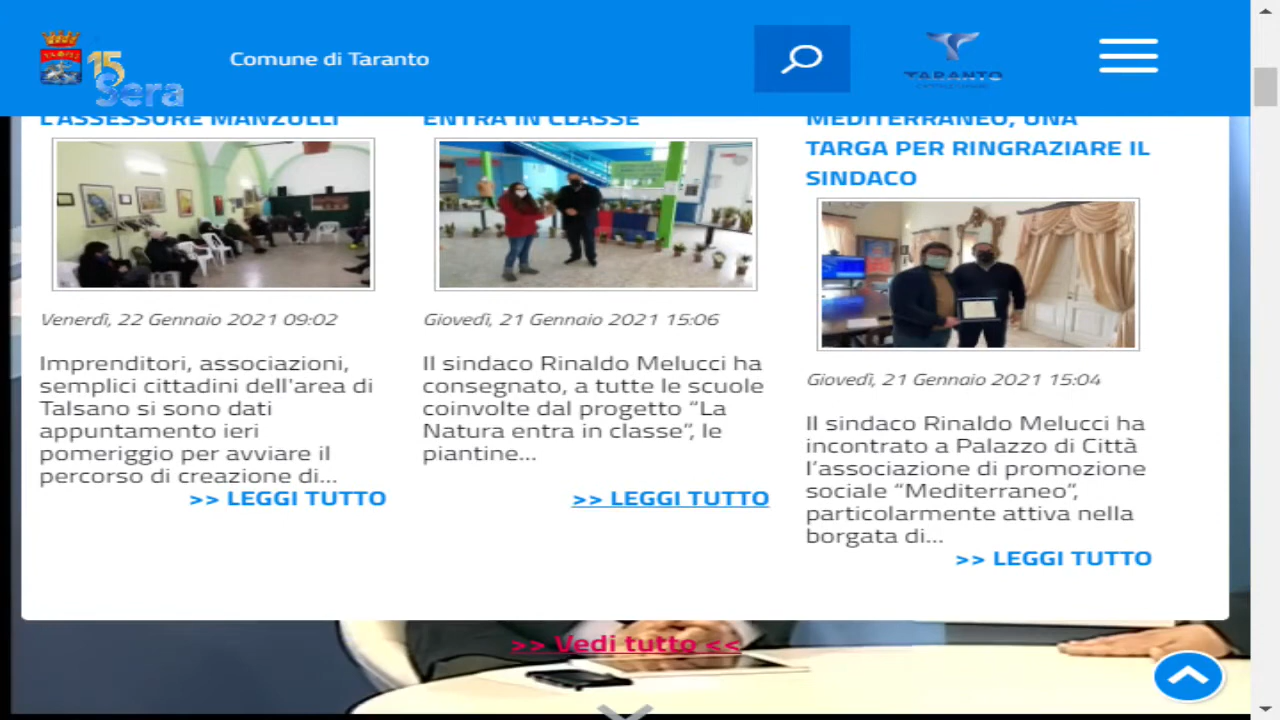 15
Sera
Comune di Taranto
TARANTO
L'ASSESSORE MANZULLI
Venerdì, 22 Gennaio 2021 09:02
Imprenditori, associazioni,
semplici cittadini dell'area di
Talsano si sono dati
appuntamento ieri
pomeriggio per avviare il
percorso di creazione di...
>> LEGGI TUTTO
ENTRA IN CLASSE
Giovedì, 21 Gennaio 2021 15:06
Il sindaco Rinaldo Melucci ha
consegnato, a tutte le scuole
coinvolte dal progetto “La
Natura entra in classe”, le
piantine...
>> LEGGI TUTTO
MEDITERRANEO, UNA
TARGA PER RINGRAZIARE IL
SINDACO
Giovedì, 21 Gennaio 2021 15:04
Il sindaco Rinaldo Melucci ha
incontrato a Palazzo di Città
l’associazione di promozione
sociale “Mediterraneo”,
particolarmente attiva nella
borgata di...
>> LEGGI TUTTO
>> Vedi tutto <<